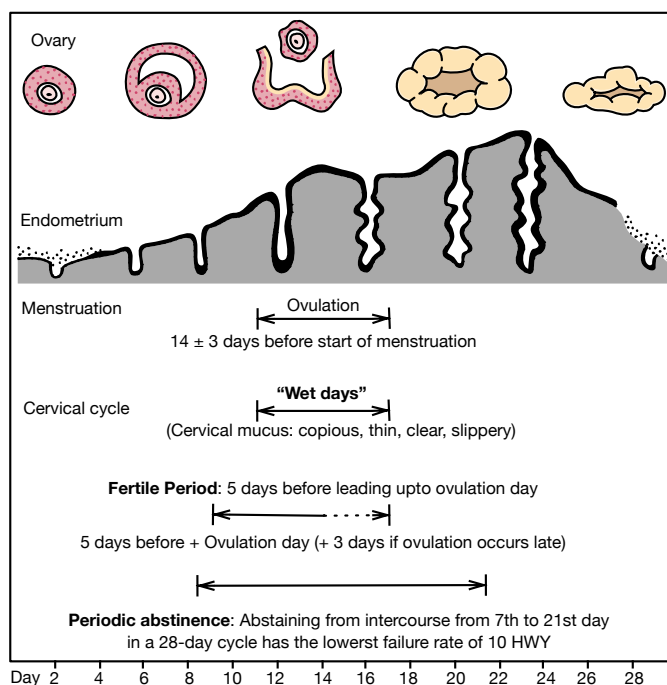 Ovary
Endometrium
Menstruation
Ovulation
14 ± 3 days before start of menstruation
“Wet days”
Cervical cycle
(Cervical mucus: copious, thin, clear, slippery)
Fertile Period: 5 days before leading upto ovulation day
5 days before + Ovulation day (+ 3 days if ovulation occurs late)
Periodic abstinence: Abstaining from intercourse from 7th to 21st day
in a 28-day cycle has the lowest failure rate of 10 HWY
Day 2 4 6 8 10 12 14 16 18 20 22 24 26 28